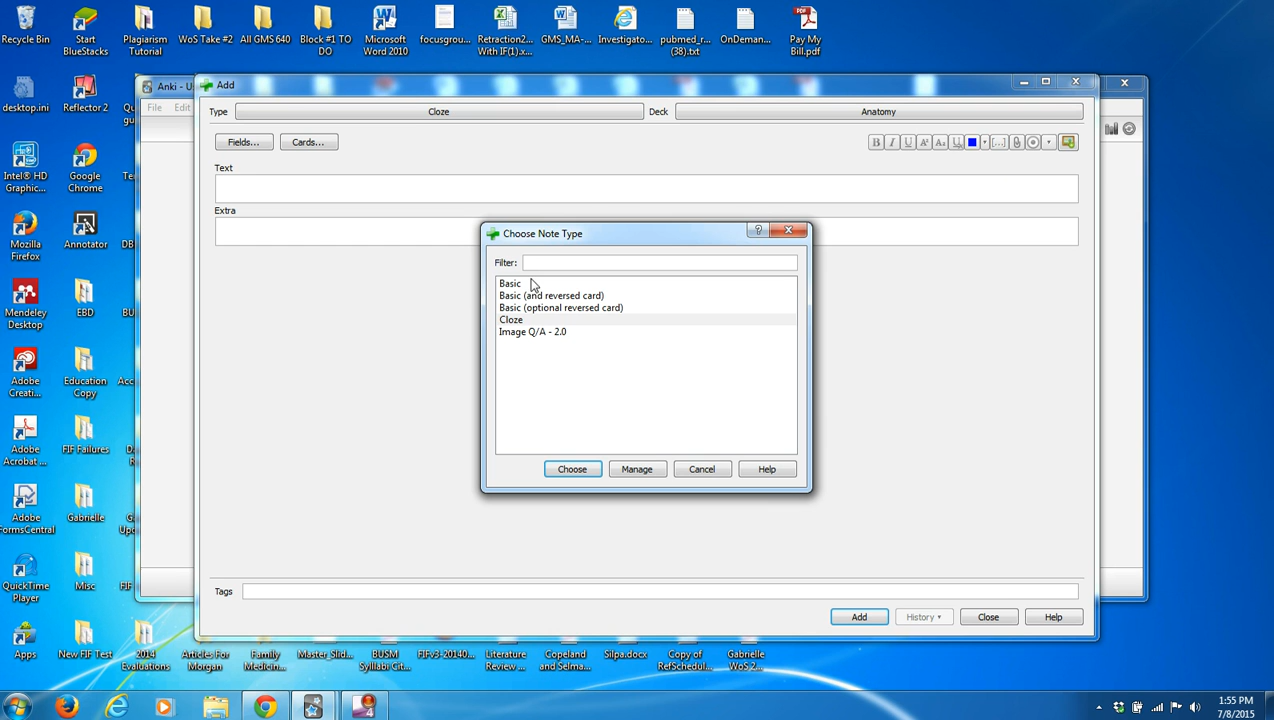 Recycle Bin
Start
BlueStacks
Plagiarism
Tutorial
WoS Take #2
All GMS 640
Block #1 TO
DO
Microsoft
Word 2010
focusgrou...
Retraction2...
With IF(1).x...
GMS_MA-...
Investigato...
pubmed_r...
(38).txt
OnDeman...
Pay My
Bill.pdf
desktop.ini
Reflector 2
Intel® HD
Graphic...
Google
Chrome
Mozilla
Firefox
Annotator
Mendeley
Desktop
EBD
Adobe
Creati...
Education
Copy
Adobe
Acrobat ...
FIF Failures
Adobe
FormsCentral
Gabrielle
QuickTime
Player
Misc
Apps
New FIF Test
2014
Evaluations
Articles For
Morgan
Family
Medicin...
Master_Slid...
BUSM
Sylllabi Git...
FIFv3-20140...
Literature
Review ...
Copeland
and Selma...
Silpa.docx
Copy of
RefSchedul...
Gabrielle
WoS 2...
Anki - U
File
Edit
Add
Type
Cloze
Deck
Anatomy
Fields...
Cards...
Text
Extra
Choose Note Type
Filter:
Basic
Basic (and reversed card)
Basic (optional reversed card)
Cloze
Image Q/A - 2.0
Choose
Manage
Cancel
Help
Tags
Add
History
Close
Help
1:55 PM
7/8/2015